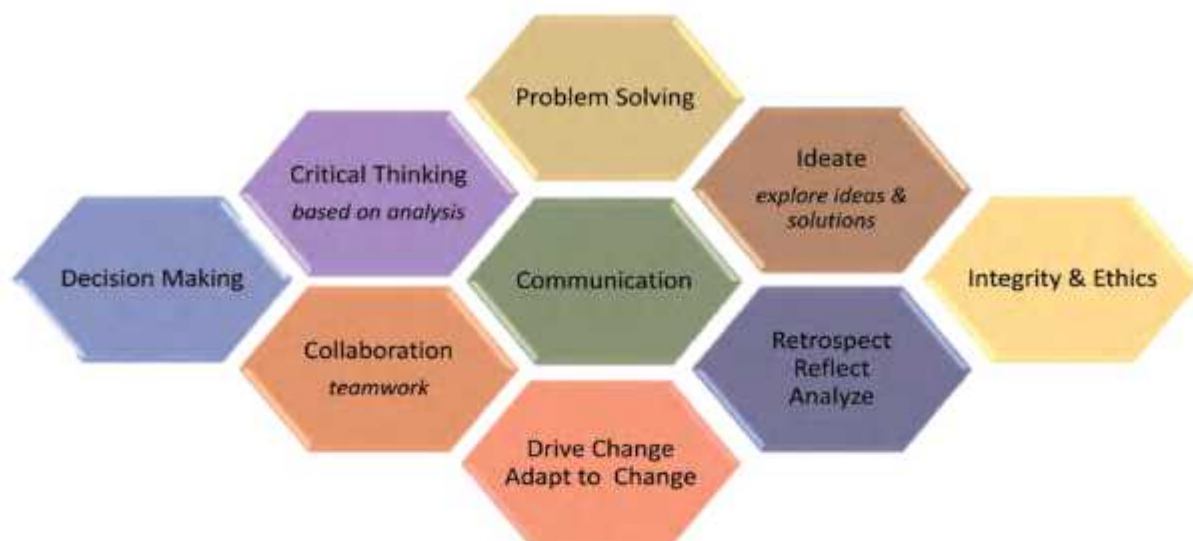 Problem Solving
Critical Thinking
based on analysis
Ideate
explore ideas &
solutions
Decision Making
Communication
Integrity & Ethics
Collaboration
teamwork
Retrospect
Reflect
Analyze
Drive Change
Adapt to Change